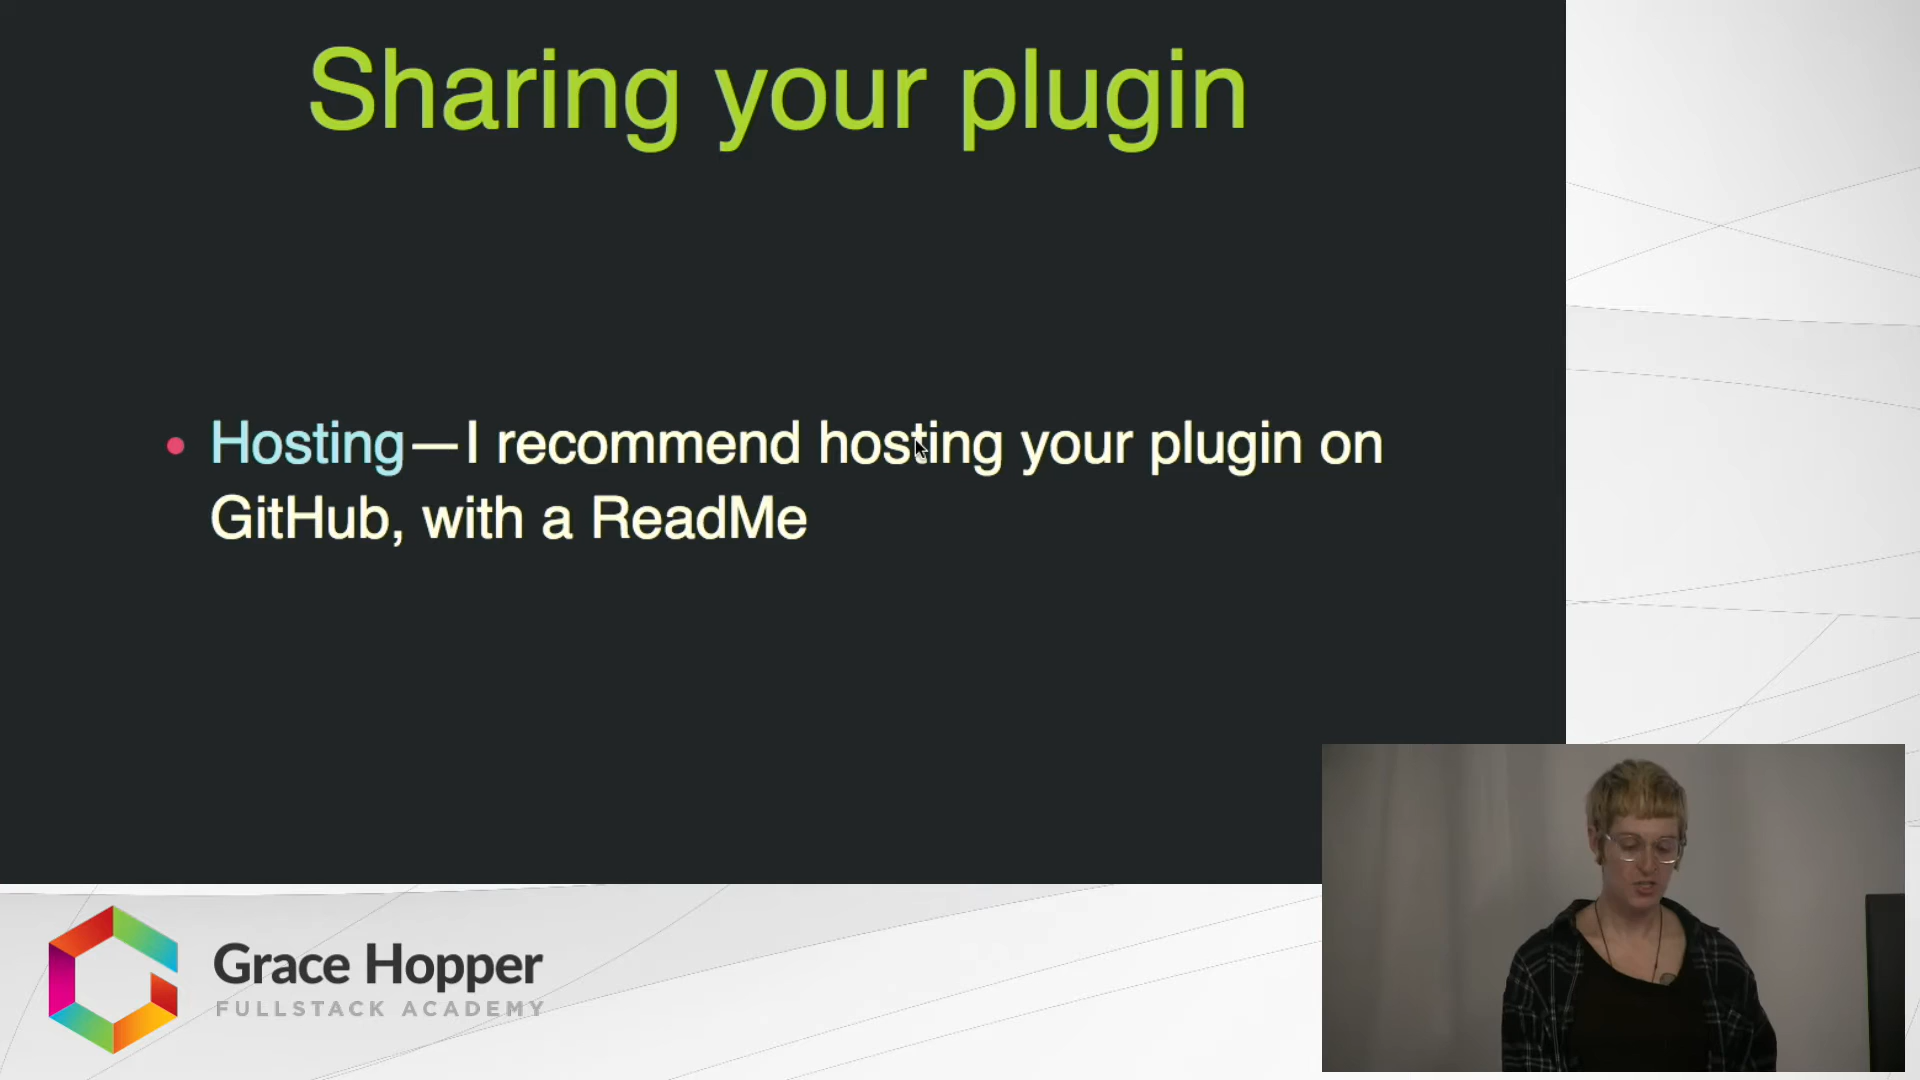 Sharing your plugin
• Hosting—I recommend hosting your plugin on
GitHub, with a ReadMe
Grace Hopper
FULLSTACK ACADEMY